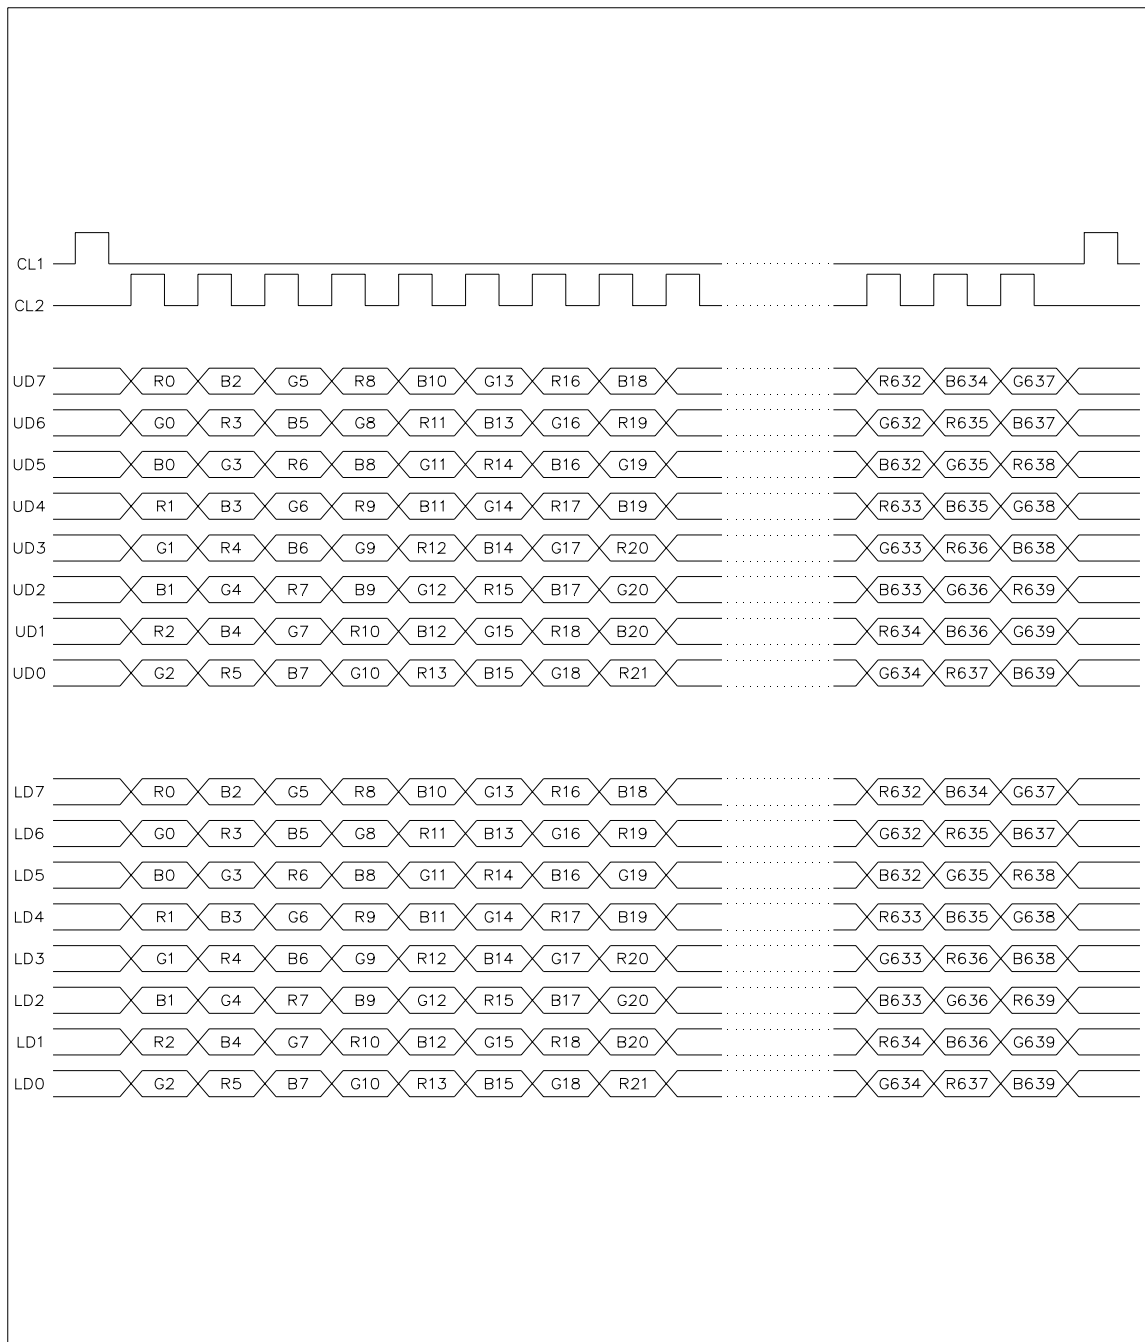 CL1
CL2
UD7 R0 B2 G5 R8 B10 G13 R16 B18 R632 B634 G637
UD6 G0 R3 B5 G8 R11 B13 G16 R19 G632 R635 B637
UD5 B0 G3 R6 B8 G11 R14 B16 G19 B632 G635 R638
UD4 R1 B3 G6 R9 B11 G14 R17 B19 R633 B635 G638
UD3 G1 R4 B6 G9 R12 B14 G17 R20 G633 R636 B638
UD2 B1 G4 R7 B9 G12 R15 B17 G20 B633 G636 R639
UD1 R2 B4 G7 R10 B12 G15 R18 B20 R634 B636 G639
UD0 G2 R5 B7 G10 R13 B15 G18 R21 G634 R637 B639
LD7 R0 B2 G5 R8 B10 G13 R16 B18 R632 B634 G637
LD6 G0 R3 B5 G8 R11 B13 G16 R19 G632 R635 B637
LD5 B0 G3 R6 B8 G11 R14 B16 G19 B632 G635 R638
LD4 R1 B3 G6 R9 B11 G14 R17 B19 R633 B635 G638
LD3 G1 R4 B6 G9 R12 B14 G17 R20 G633 R636 B638
LD2 B1 G4 R7 B9 G12 R15 B17 G20 B633 G636 R639
LD1 R2 B4 G7 R10 B12 G15 R18 B20 R634 B636 G639
LD0 G2 R5 B7 G10 R13 B15 G18 R21 G634 R637 B639